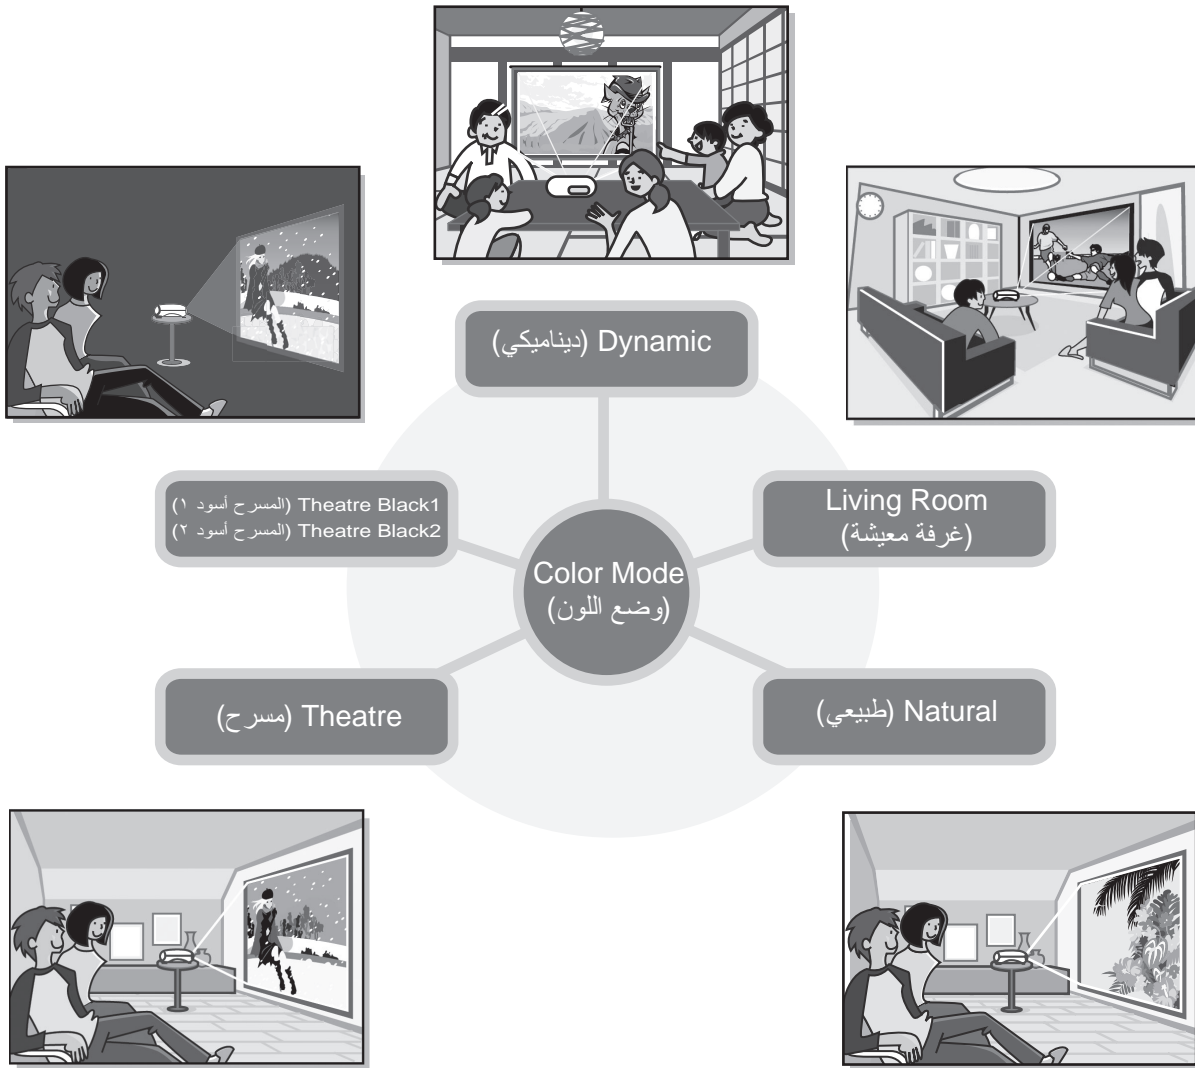 Dynamic (ديناميكي)
Theatre Black1 (المسرح أسود ١)
Theatre Black2 (المسرح أسود ٢)
Living Room
(غرفة معيشة)
Color Mode
(وضع اللون)
Theatre (مسرح)
Natural (طبيعي)